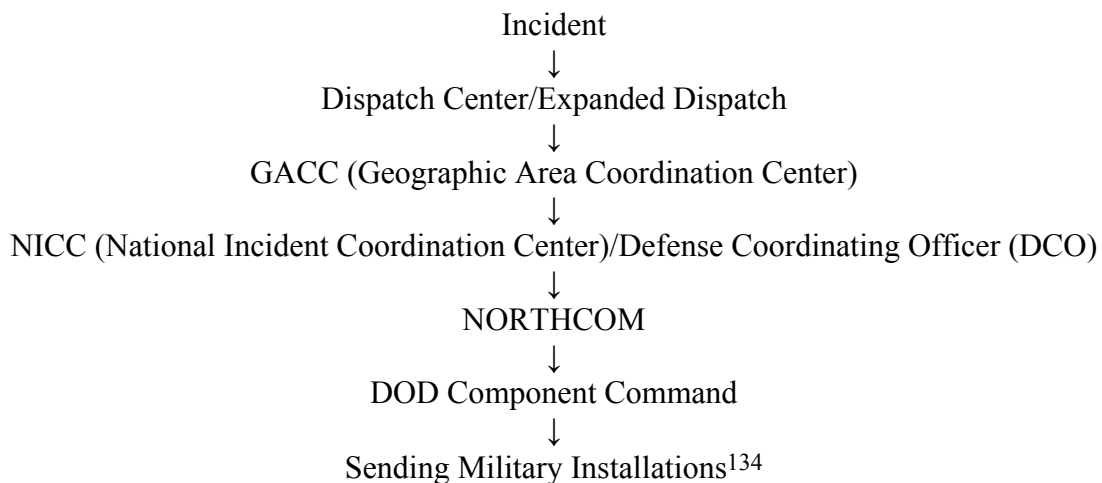 Incident
↓
Dispatch Center/Expanded Dispatch
↓
GACC (Geographic Area Coordination Center)
↓
NICC (National Incident Coordination Center)/Defense Coordinating Officer (DCO)
↓
NORTHCOM
↓
DOD Component Command
↓
Sending Military Installations134